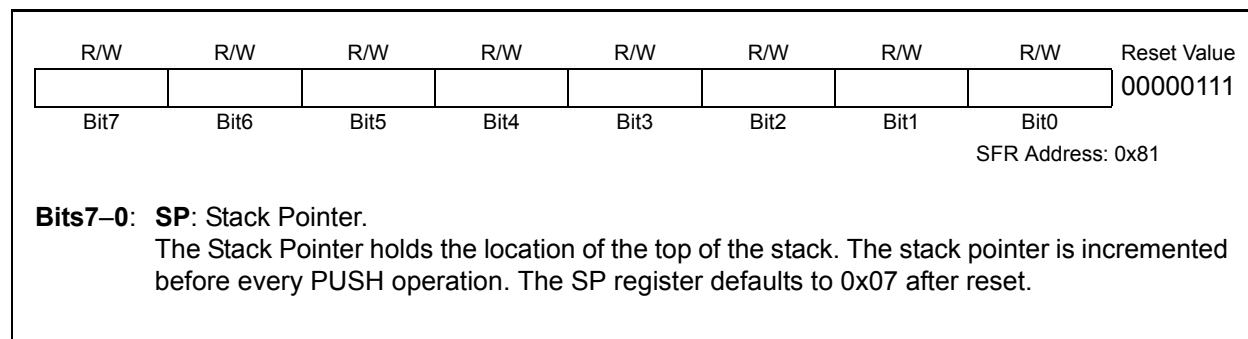 R/W R/W R/W R/W R/W R/W R/W R/W Reset Value
00000111
Bit7 Bit6 Bit5 Bit4 Bit3 Bit2 Bit1 Bit0
SFR Address: 0x81
Bits7–0: SP: Stack Pointer.
The Stack Pointer holds the location of the top of the stack. The stack pointer is incremented
before every PUSH operation. The SP register defaults to 0x07 after reset.